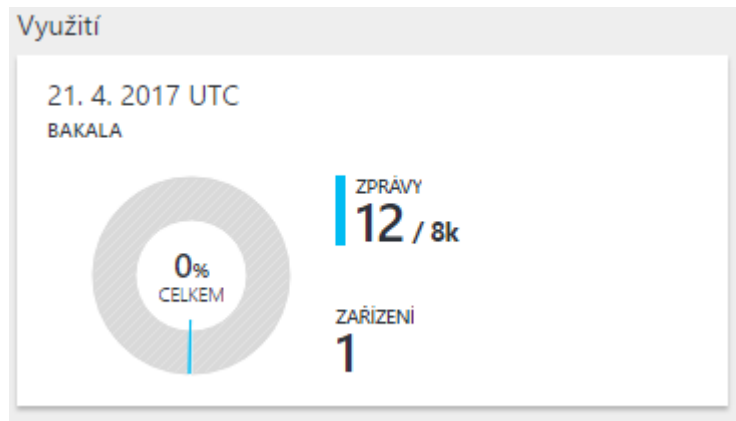 Využití
21. 4. 2017 UTC
BAKALA
0%
CELKEM
ZPRÁVY
12 / 8k
ZAŘÍZENÍ
1